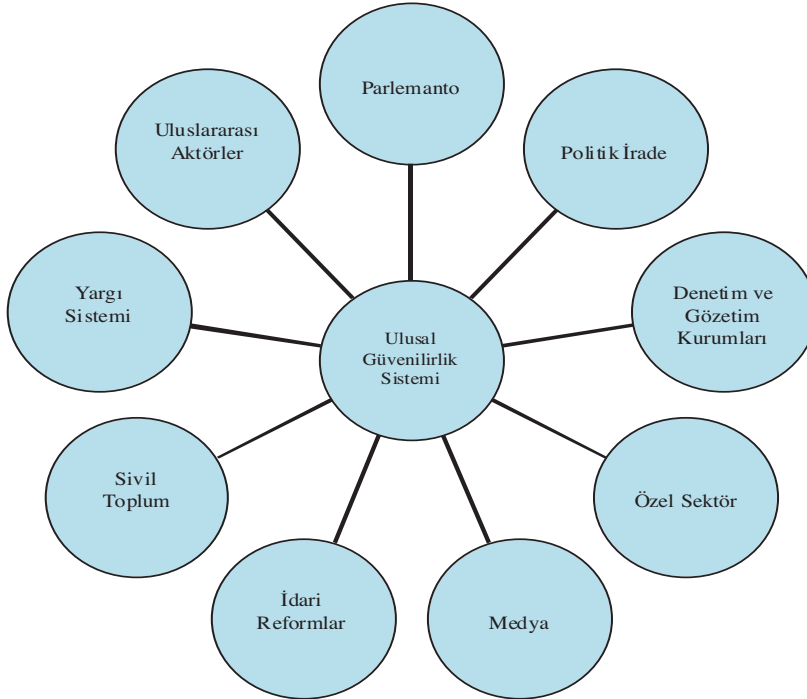 Parlemanto
Uluslararası
Aktörler
Politik İrade
Yargı
Sistemi
Ulusal
Güvenilirlik
Sistemi
Denetim ve
Gözetim
Kurumları
Sivil
Toplum
Özel Sektör
İdari
Reformlar
Medya